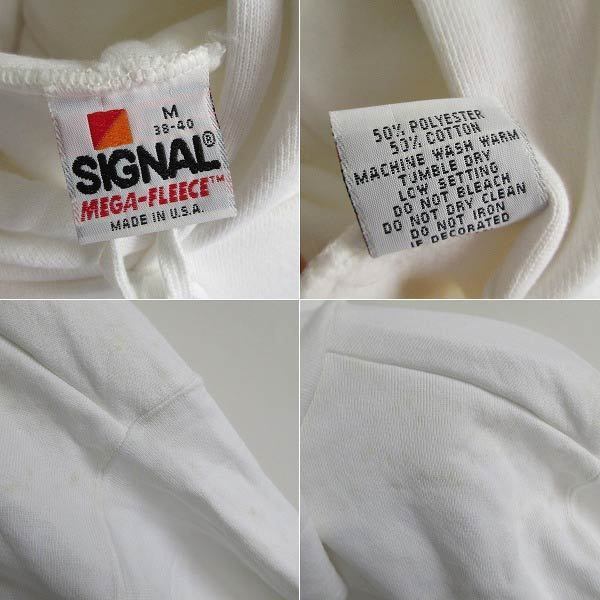 M
38-40
SIGNAL®
MEGA-FLEECE™
MADE IN U.S.A.
50% POLYESTER
50% COTTON
MACHINE WASH WARM
TUMBLE DRY
LOW SETTING
DO NOT BLEACH
DO NOT DRY CLEAN
DO NOT IRON
IF DECORATED